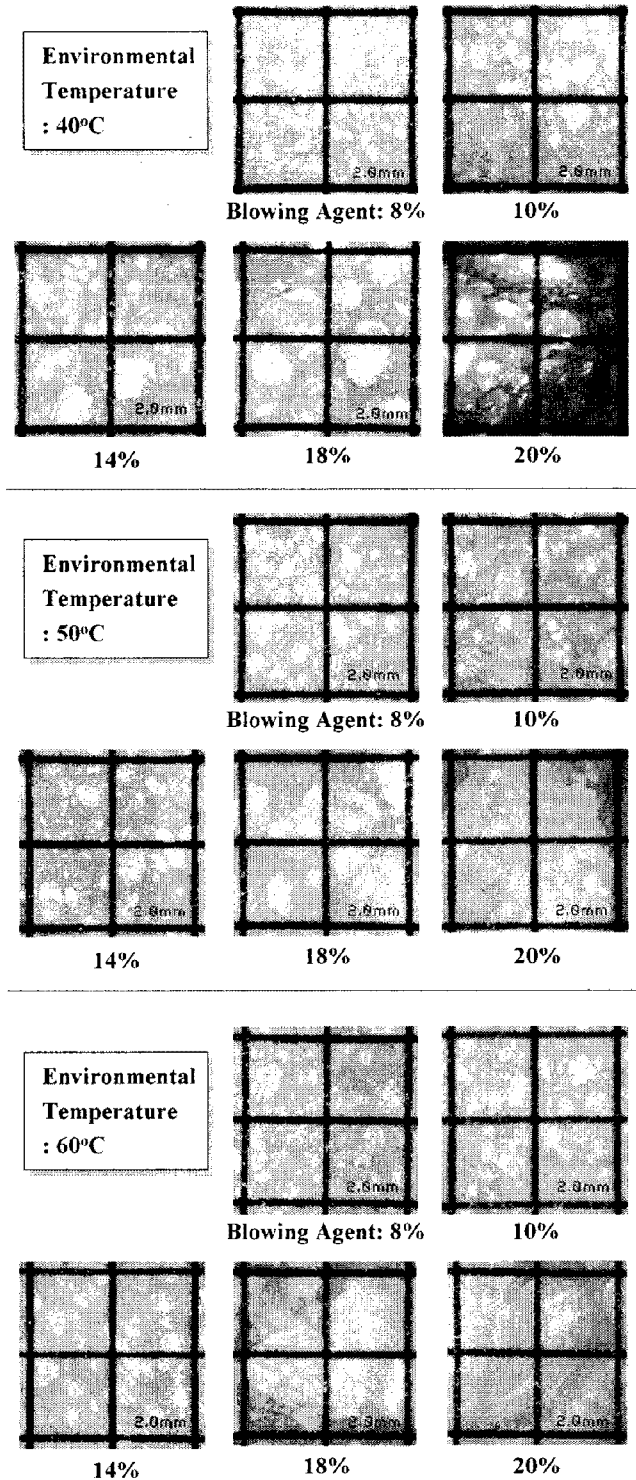 Environmental
Temperature
: 40°C
2.0mm
2.0mm
Blowing Agent: 8%
10%
2.0mm
2.0mm
14%
18%
20%
Environmental
Temperature
: 50°C
2.0mm
2.0mm
Blowing Agent: 8%
10%
2.0mm
2.0mm
2.0mm
14%
18%
20%
Environmental
Temperature
: 60°C
2.0mm
2.0mm
Blowing Agent: 8%
10%
2.0mm
2.0mm
2.0mm
14%
18%
20%